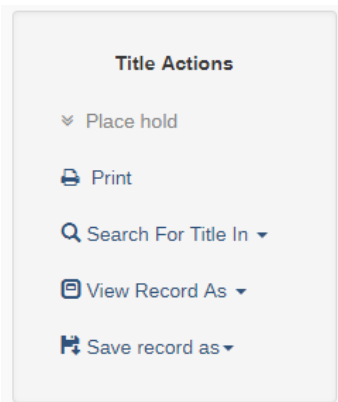 Title Actions
Place hold
Print
Search For Title In
View Record As
Save record as